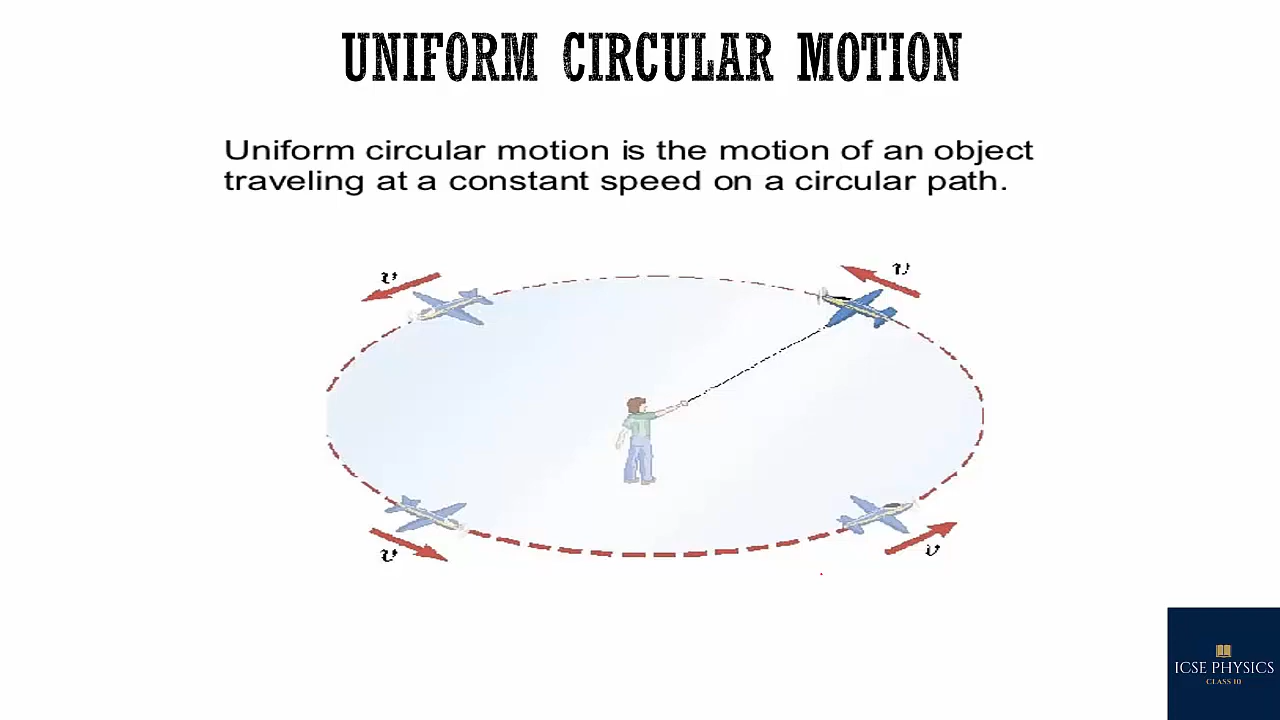 UNIFORM CIRCULAR MOTION
Uniform circular motion is the motion of an object
traveling at a constant speed on a circular path.
v
v
v
v
ICSE PHYSICS
CLASS 10